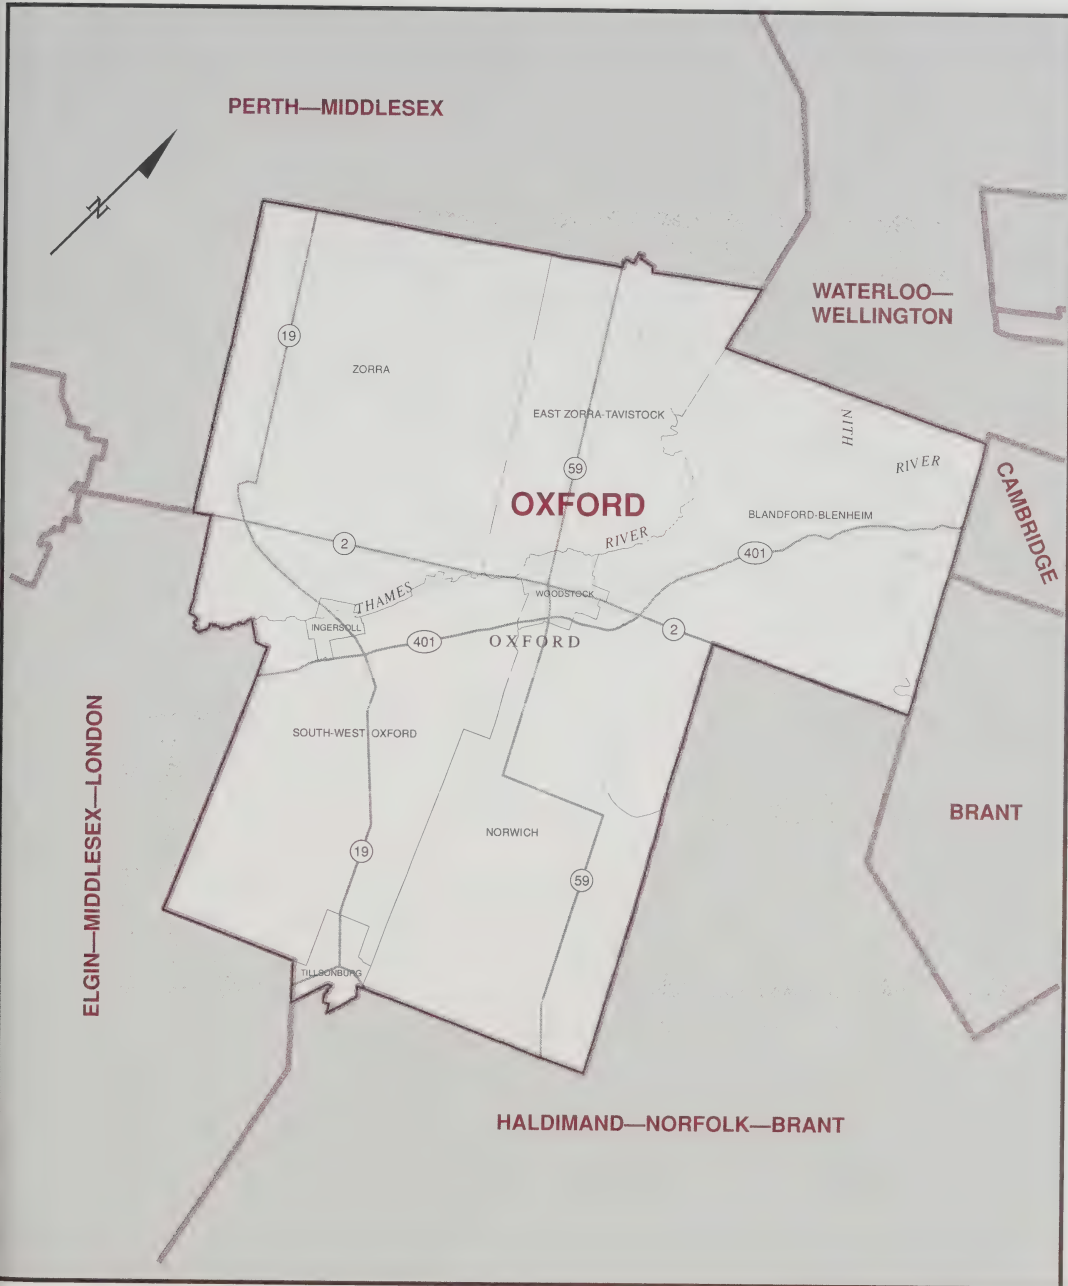 PERTH—MIDDLESEX
N
WATERLOO—
WELLINGTON
19
ZORRA
EAST ZORRA-TAVISTOCK
NITH
RIVER
59
CAMBRIDGE
OXFORD
BLANDFORD-BLENHEIM
2
RIVER
401
THAMES
WOODSTOCK
INGERSOLL
401
OXFORD
2
ELGIN—MIDDLESEX—LONDON
SOUTH-WEST OXFORD
BRANT
NORWICH
19
59
TILLSONBURG
HALDIMAND—NORFOLK—BRANT